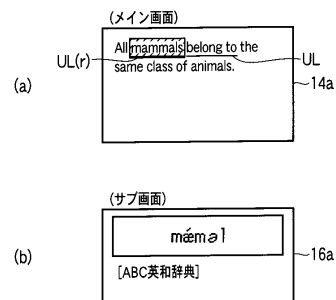 (メイン画面)
All mammals belong to the
same class of animals.
UL(r)
UL
(a)
14a
(サブ画面)
mǽməl
(b)
16a
[ABC英和辞典]